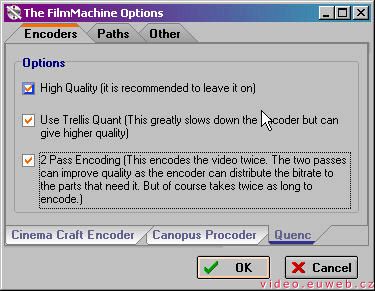 The FilmMachine Options
Encoders Paths Other
Options
High Quality (it is recommended to leave it on)
Use Trellis Quant (This greatly slows down the encoder but can
give higher quality)
2 Pass Encoding (This encodes the video twice. The two passes
can improve quality as the encoder can distribute the bitrate to
the parts that need it. But of course takes twice as long to
encode.)
Cinema Craft Encoder Canopus Procoder Quenc
OK Cancel
video.euweb.cz